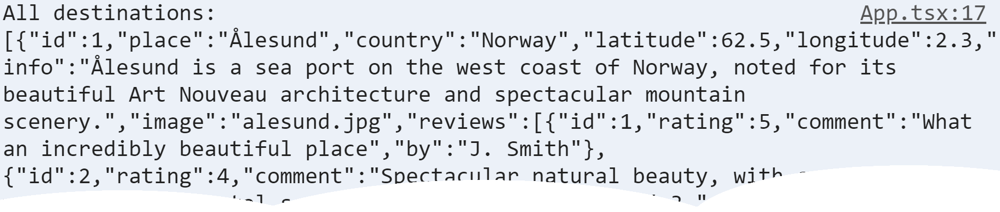 All destinations: App.tsx:17
[{"id":1,"place":"Ålesund","country":"Norway","latitude":62.5,"longitude":2.3,"
info":"Ålesund is a sea port on the west coast of Norway, noted for its
beautiful Art Nouveau architecture and spectacular mountain
scenery.","image":"alesund.jpg","reviews":[{"id":1,"rating":5,"comment":"What
an incredibly beautiful place","by":"J. Smith"},
{"id":2,"rating":4,"comment":"Spectacular natural beauty, with